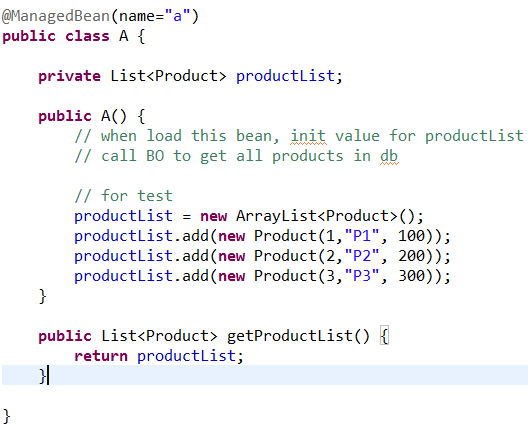 @ManagedBean(name="a")
public class A {
private List<Product> productList;
public A() {
// when load this bean, init value for productList
// call BO to get all products in db
// for test
productList = new ArrayList<Product>();
productList.add(new Product(1,"P1", 100));
productList.add(new Product(2,"P2", 200));
productList.add(new Product(3,"P3", 300));
}
public List<Product> getProductList() {
return productList;
}
}